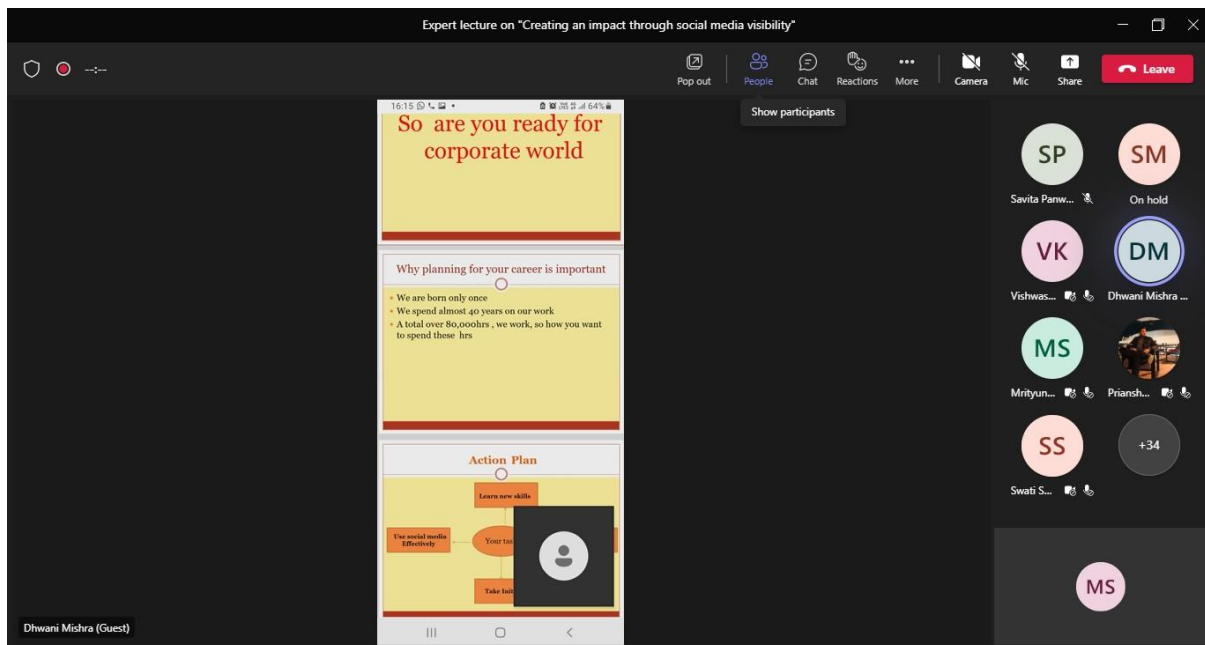 Expert lecture on "Creating an impact through social media visibility"
--:--
Pop out
People
Chat
Reactions
More
Camera
Mic
Share
Leave
Show participants
16:15
64%
So are you ready for
corporate world
Why planning for your career is important
• We are born only once
• We spend almost 40 years on our work
• A total over 80,000hrs , we work, so how you want
to spend these hrs
Action Plan
Learn new skills
Use social media
Effectively
Your tas
Take Init
SP
SM
Savita Panw...
On hold
VK
DM
Vishwas...
Dhwani Mishra ...
MS
Mrityun...
Priansh...
SS
+34
Swati S...
MS
Dhwani Mishra (Guest)